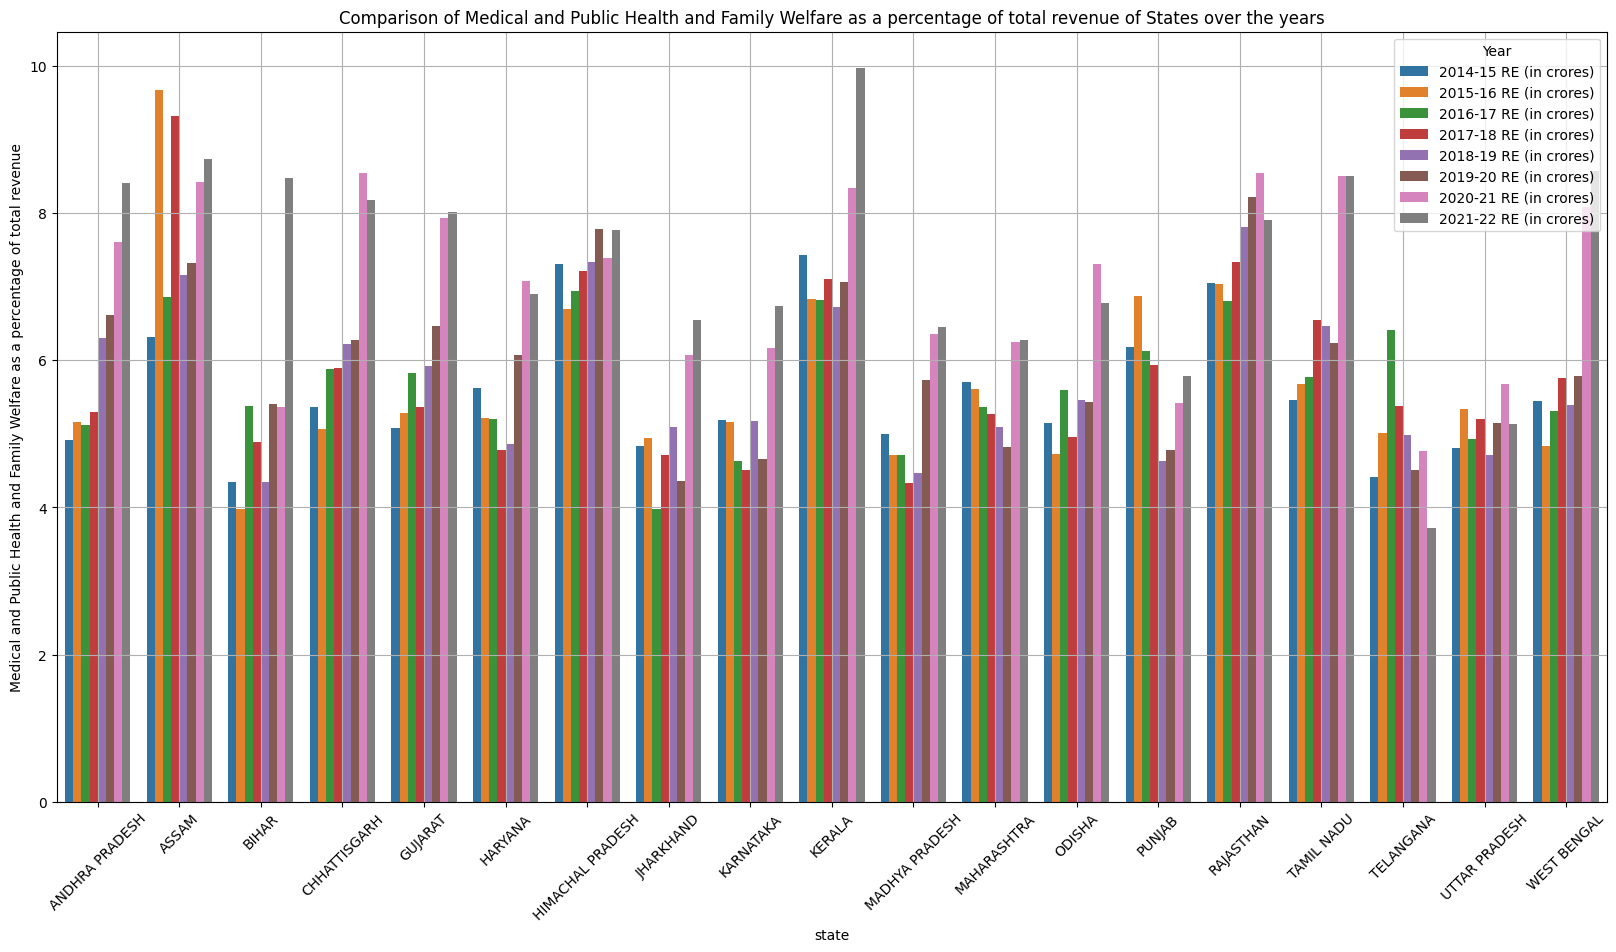 Comparison of Medical and Public Health and Family Welfare as a percentage of total revenue of States over the years
Medical and Public Health and Family Welfare as a percentage of total revenue
10
8
6
4
2
0
Year
2014-15 RE (in crores)
2015-16 RE (in crores)
2016-17 RE (in crores)
2017-18 RE (in crores)
2018-19 RE (in crores)
2019-20 RE (in crores)
2020-21 RE (in crores)
2021-22 RE (in crores)
ANDHRA PRADESH
ASSAM
BIHAR
CHHATTISGARH
GUJARAT
HARYANA
HIMACHAL PRADESH
JHARKHAND
KARNATAKA
KERALA
MADHYA PRADESH
MAHARASHTRA
ODISHA
PUNJAB
RAJASTHAN
TAMIL NADU
TELANGANA
UTTAR PRADESH
WEST BENGAL
state